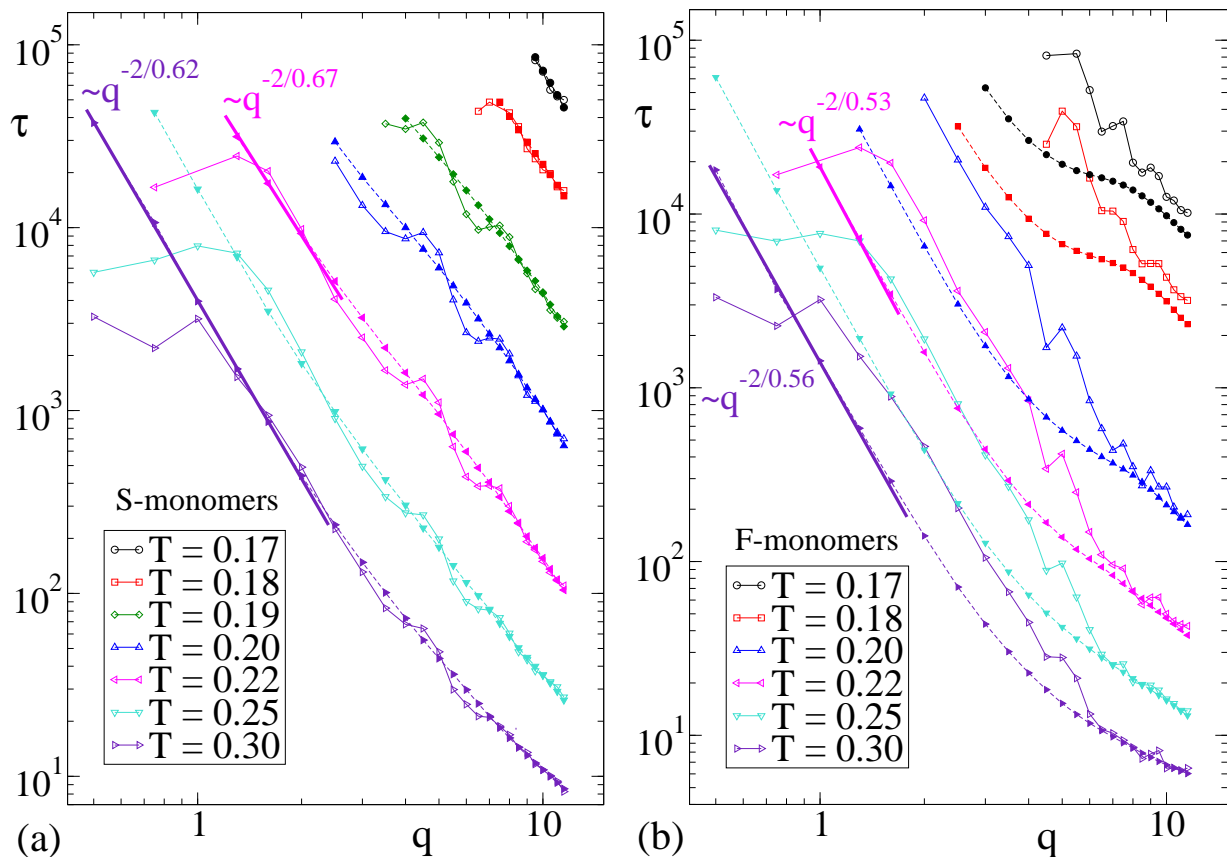 10^5
τ
10^4
10^3
10^2
10^1
~q^-2/0.62
~q^-2/0.67
S-monomers
T = 0.17
T = 0.18
T = 0.19
T = 0.20
T = 0.22
T = 0.25
T = 0.30
1
10
(a)
q
10^5
τ
10^4
10^3
10^2
10^1
~q^-2/0.53
~q^-2/0.56
F-monomers
T = 0.17
T = 0.18
T = 0.20
T = 0.22
T = 0.25
T = 0.30
1
10
(b)
q